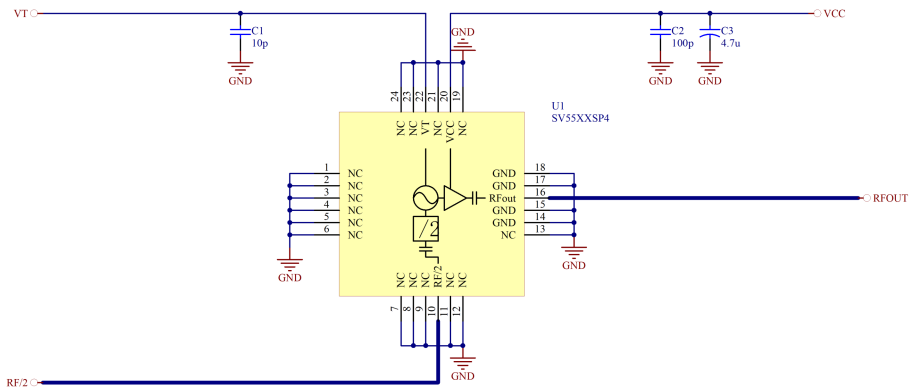 VT
VCC
C1
10p
GND
GND
C2
100p
GND
C3
4.7u
GND
24
23
22
21
20
19
NC
NC
VT
NC
VCC
NC
U1
SV55XXSP4
1 NC
2 NC
3 NC
4 NC
5 NC
6 NC
GND
GND 18
GND 17
RFout 16
GND 15
GND 14
NC 13
RFOUT
GND
/2
NC
NC
NC
RF/2
NC
NC
7
8
9
10
11
12
GND
RF/2